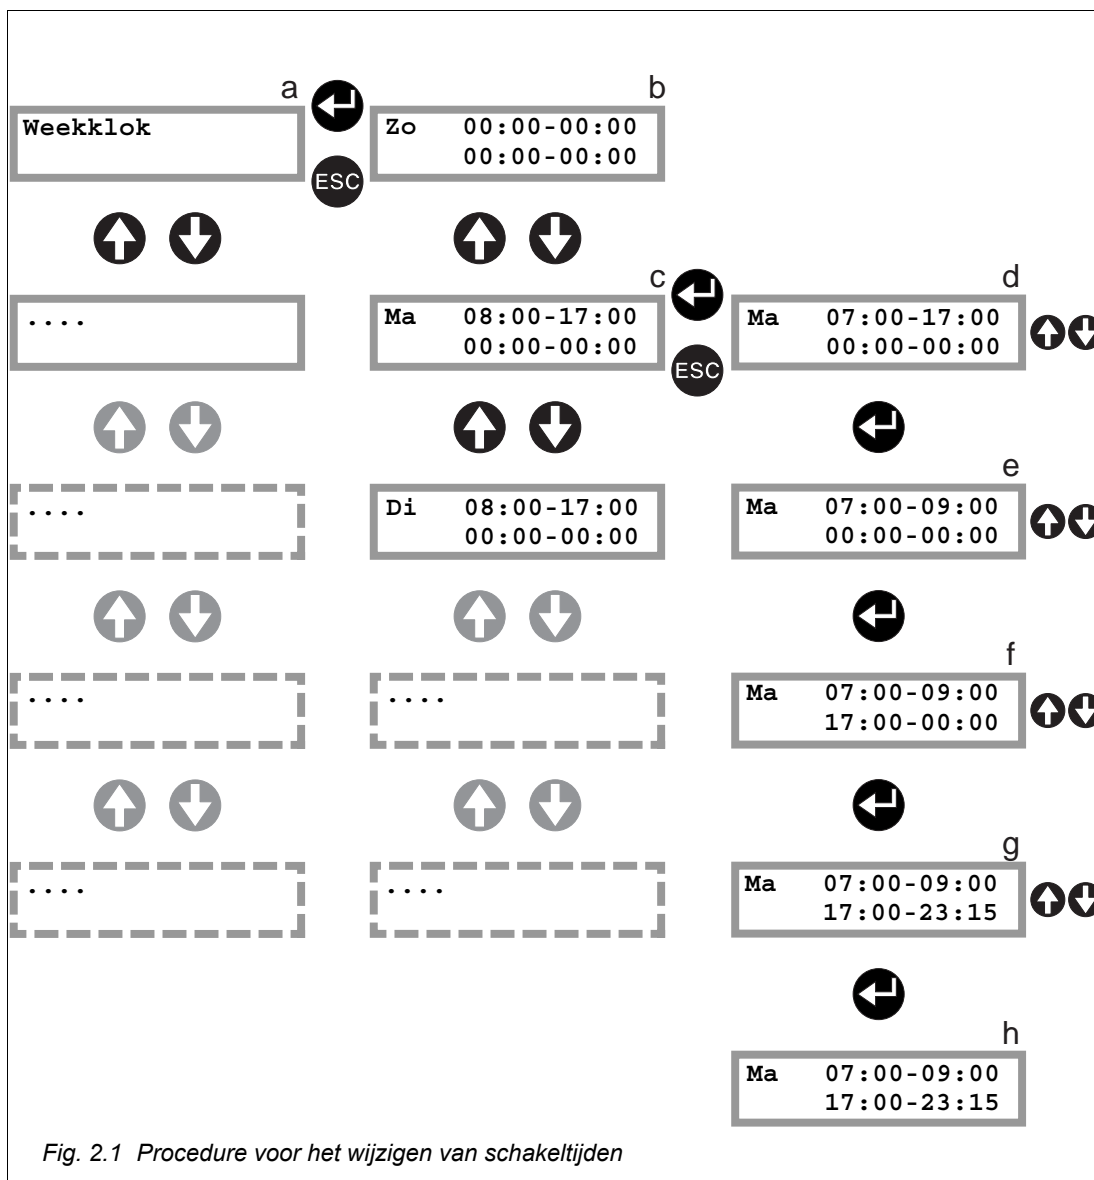 a
b
Weekklok
Zo 00:00-00:00
00:00-00:00
ESC
c
d
....
Ma 08:00-17:00
00:00-00:00
Ma 07:00-17:00
00:00-00:00
ESC
e
....
Di 08:00-17:00
00:00-00:00
Ma 07:00-09:00
00:00-00:00
f
....
....
Ma 07:00-09:00
17:00-00:00
g
....
....
Ma 07:00-09:00
17:00-23:15
h
Ma 07:00-09:00
17:00-23:15
Fig. 2.1 Procedure voor het wijzigen van schakeltijden